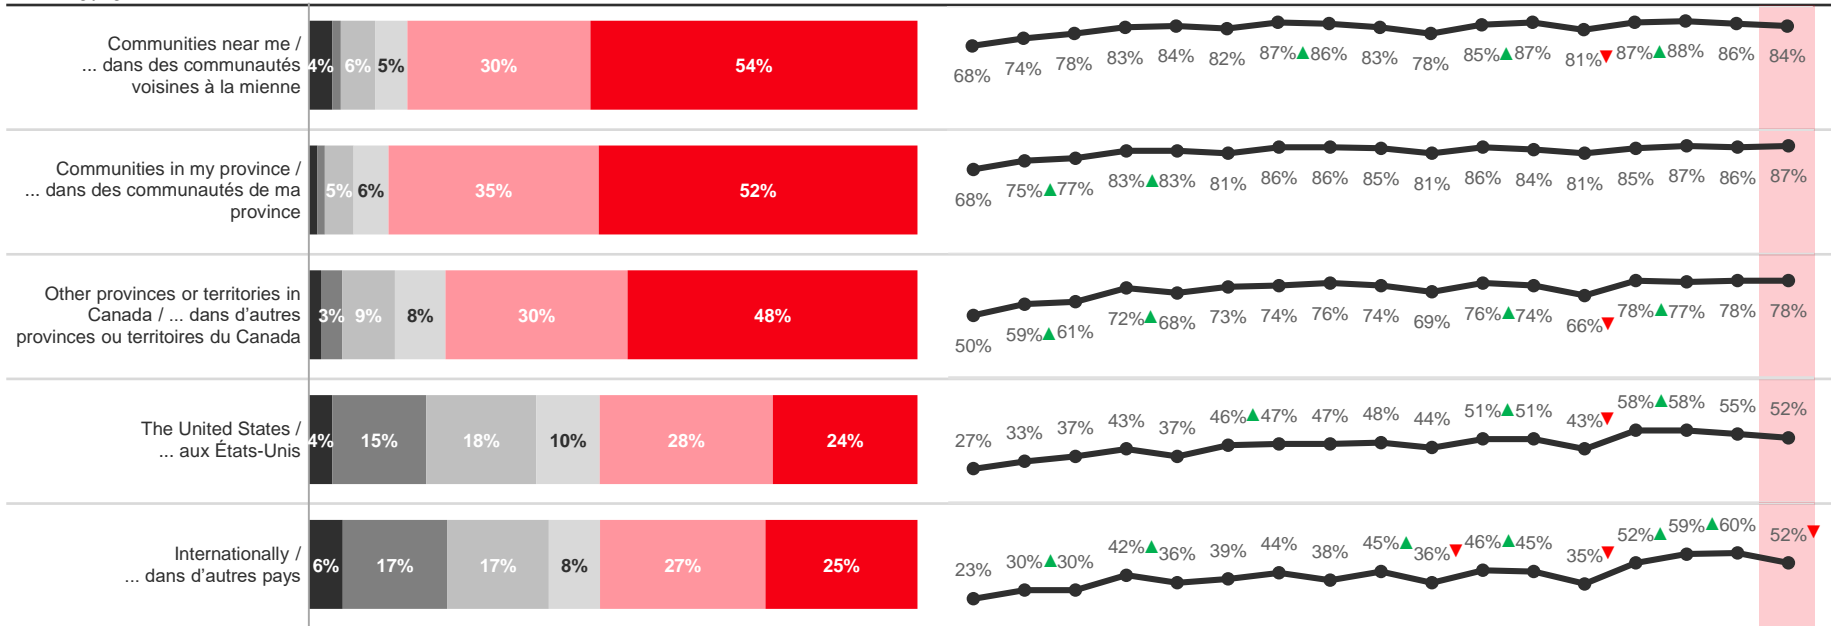 Communities near me /
... dans des communautés
voisines à la mienne
4% 6% 5% 30% 54%
68% 74% 78% 83% 84% 82% 87% 86% 83% 78% 85% 87% 81% 87% 88% 86% 84%
Communities in my province /
... dans des communautés de ma
province
5% 6% 35% 52%
68% 75% 77% 83% 83% 81% 86% 86% 85% 81% 86% 84% 81% 85% 87% 86% 87%
Other provinces or territories in
Canada / ... dans d'autres
provinces ou territoires du Canada
3% 9% 8% 30% 48%
50% 59% 61% 72% 68% 73% 74% 76% 74% 69% 76% 74% 66% 78% 77% 78% 78%
The United States /
... aux États-Unis
4% 15% 18% 10% 28% 24%
27% 33% 37% 43% 37% 46% 47% 47% 48% 44% 51% 51% 43% 58% 58% 55% 52%
Internationally /
... dans d'autres pays
6% 17% 17% 8% 27% 25%
23% 30% 30% 42% 36% 39% 44% 38% 45% 36% 46% 45% 35% 52% 59% 60% 52%